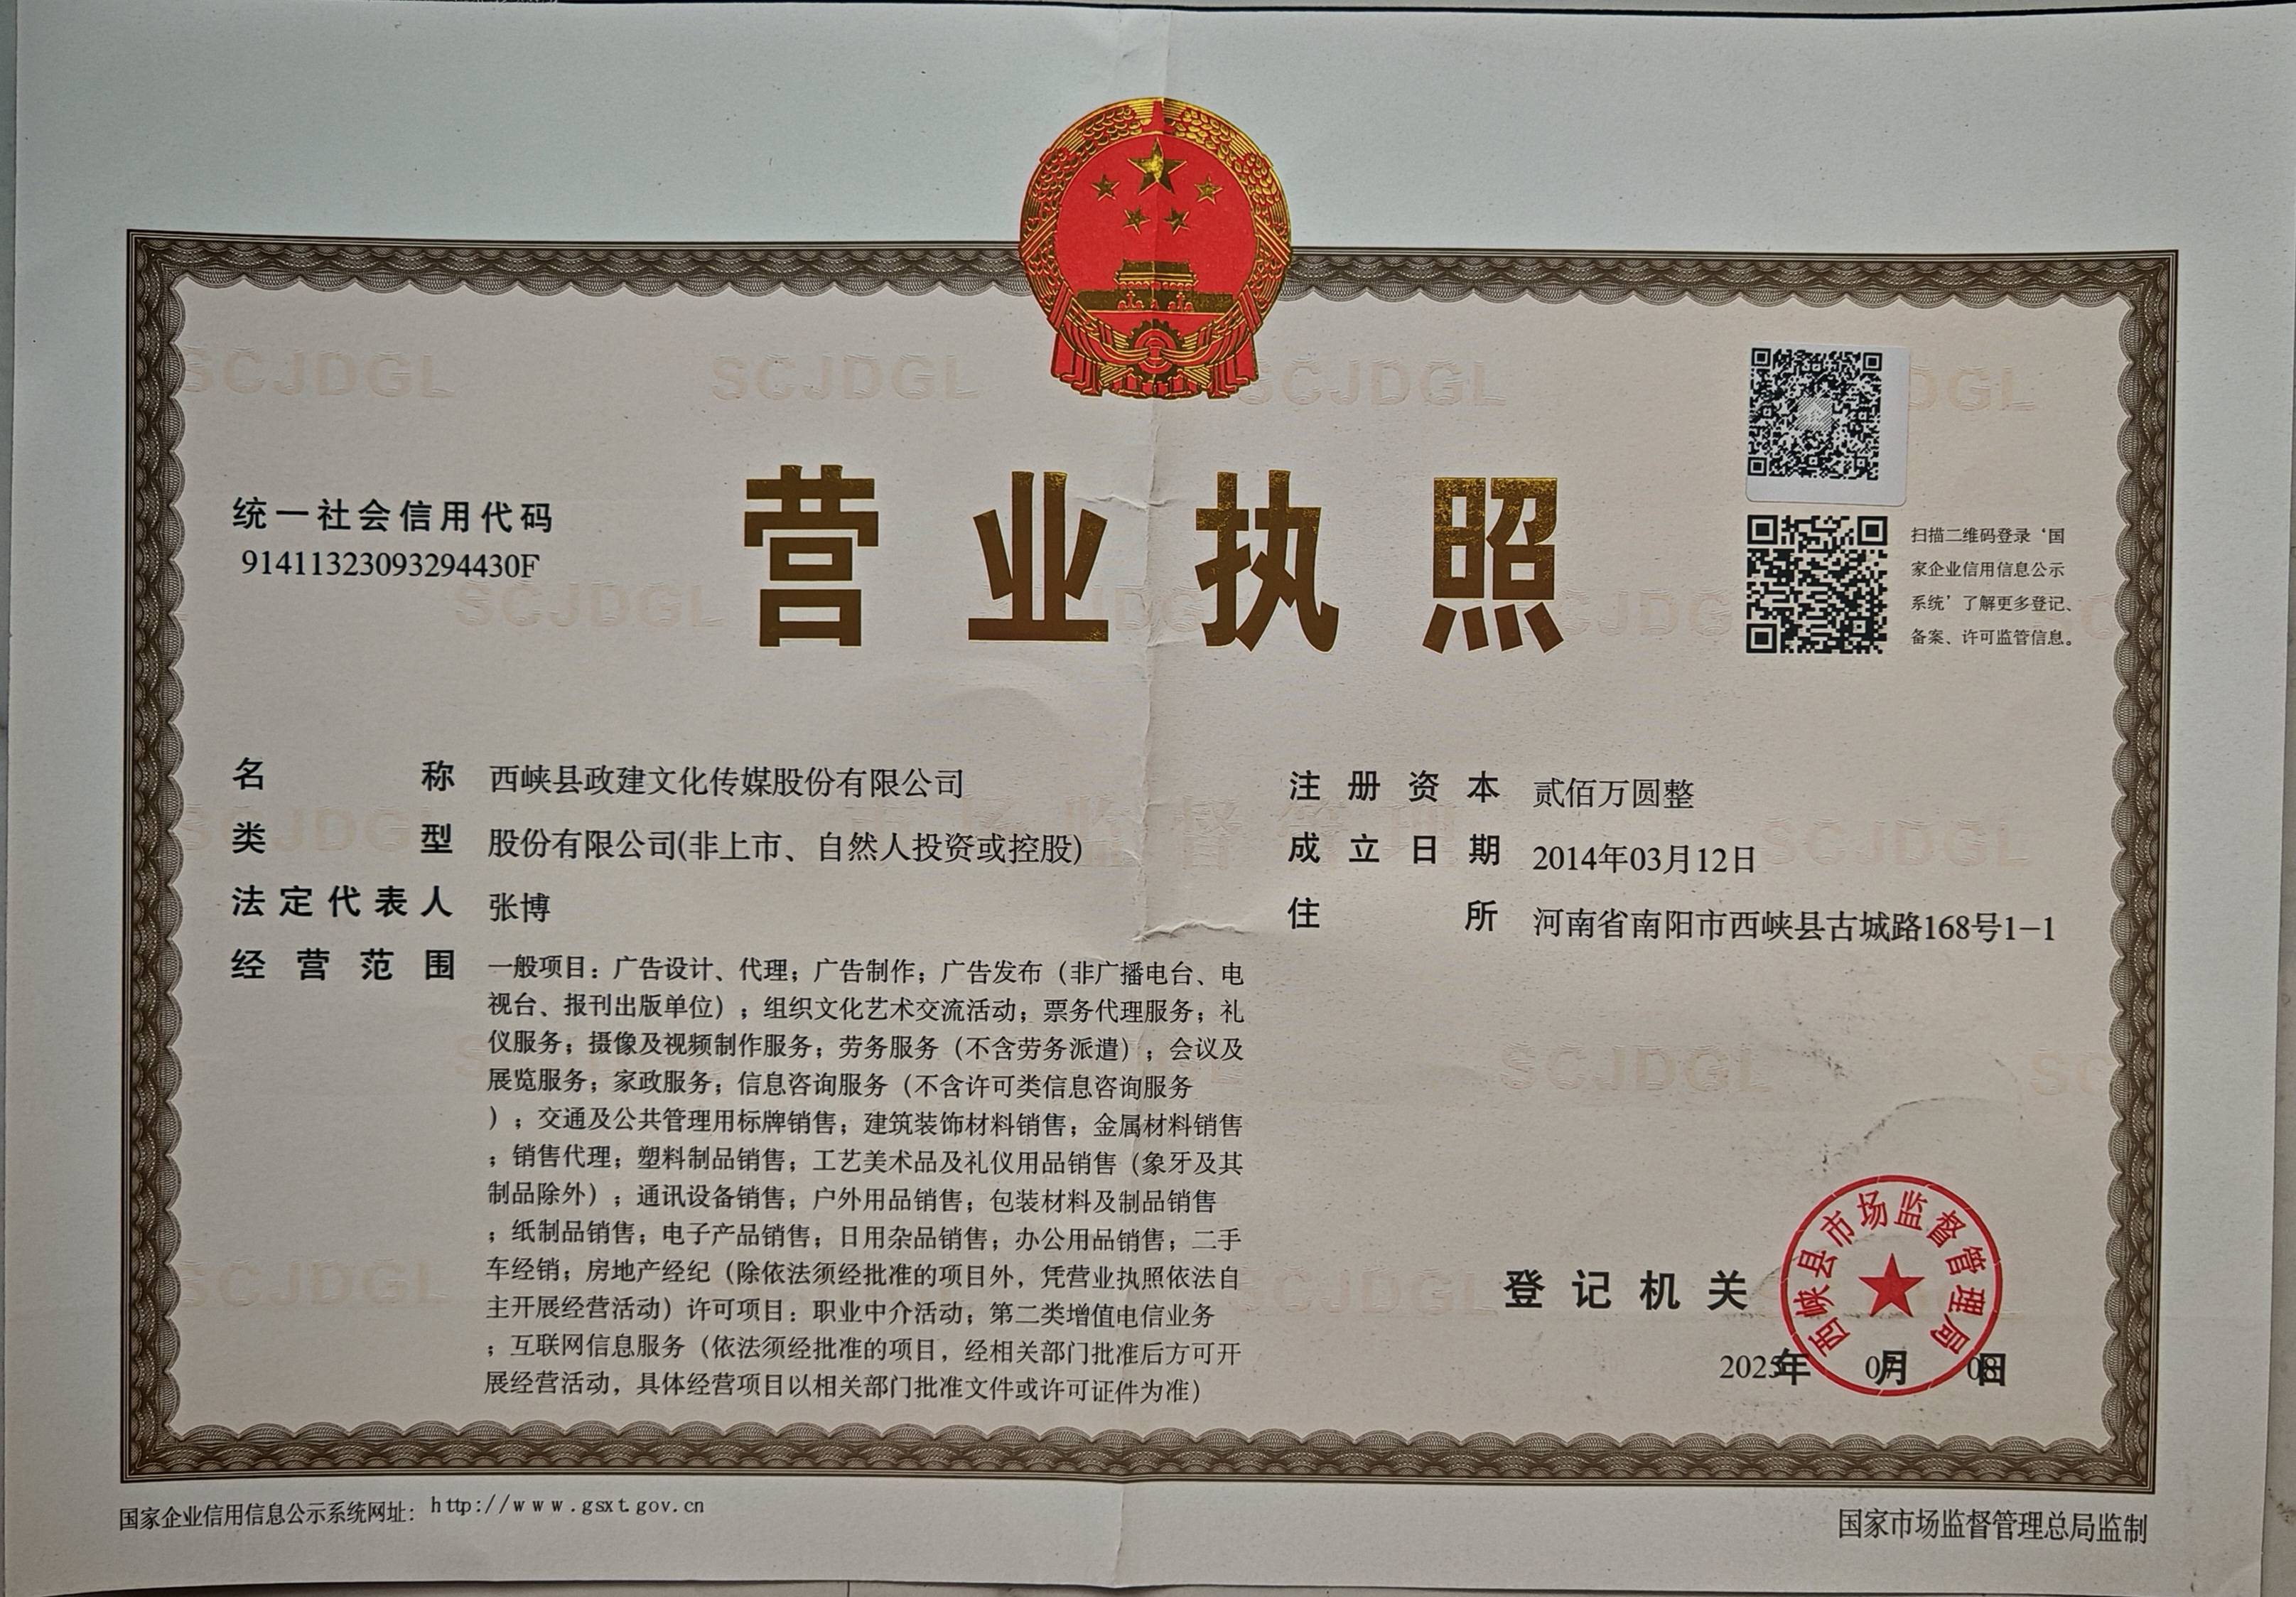 营业执照
统一社会信用代码
91411323093294430F
扫描二维码登录‘国
家企业信用信息公示
系统’了解更多登记、
备案、许可监管信息。
名称 西峡县政建文化传媒股份有限公司
类型 股份有限公司(非上市、自然人投资或控股)
法定代表人 张博
经营范围 一般项目：广告设计、代理；广告制作；广告发布（非广播电台、电
视台、报刊出版单位）；组织文化艺术交流活动；票务代理服务；礼
仪服务；摄像及视频制作服务；劳务服务（不含劳务派遣）；会议及
展览服务；家政服务；信息咨询服务（不含许可类信息咨询服务
）；交通及公共管理用标牌销售；建筑装饰材料销售；金属材料销售
；销售代理；塑料制品销售；工艺美术品及礼仪用品销售（象牙及其
制品除外）；通讯设备销售；户外用品销售；包装材料及制品销售
；纸制品销售；电子产品销售；日用杂品销售；办公用品销售；二手
车经销；房地产经纪（除依法须经批准的项目外，凭营业执照依法自
主开展经营活动）许可项目：职业中介活动；第二类增值电信业务
；互联网信息服务（依法须经批准的项目，经相关部门批准后方可开
展经营活动，具体经营项目以相关部门批准文件或许可证件为准）
注册资本 贰佰万圆整
成立日期 2014年03月12日
住所 河南省南阳市西峡县古城路168号1-1
登记机关
西峡县市场监督管理局
年 月 日
国家企业信用信息公示系统网址：http://www.gsxt.gov.cn
国家市场监督管理总局监制
SCJDGL